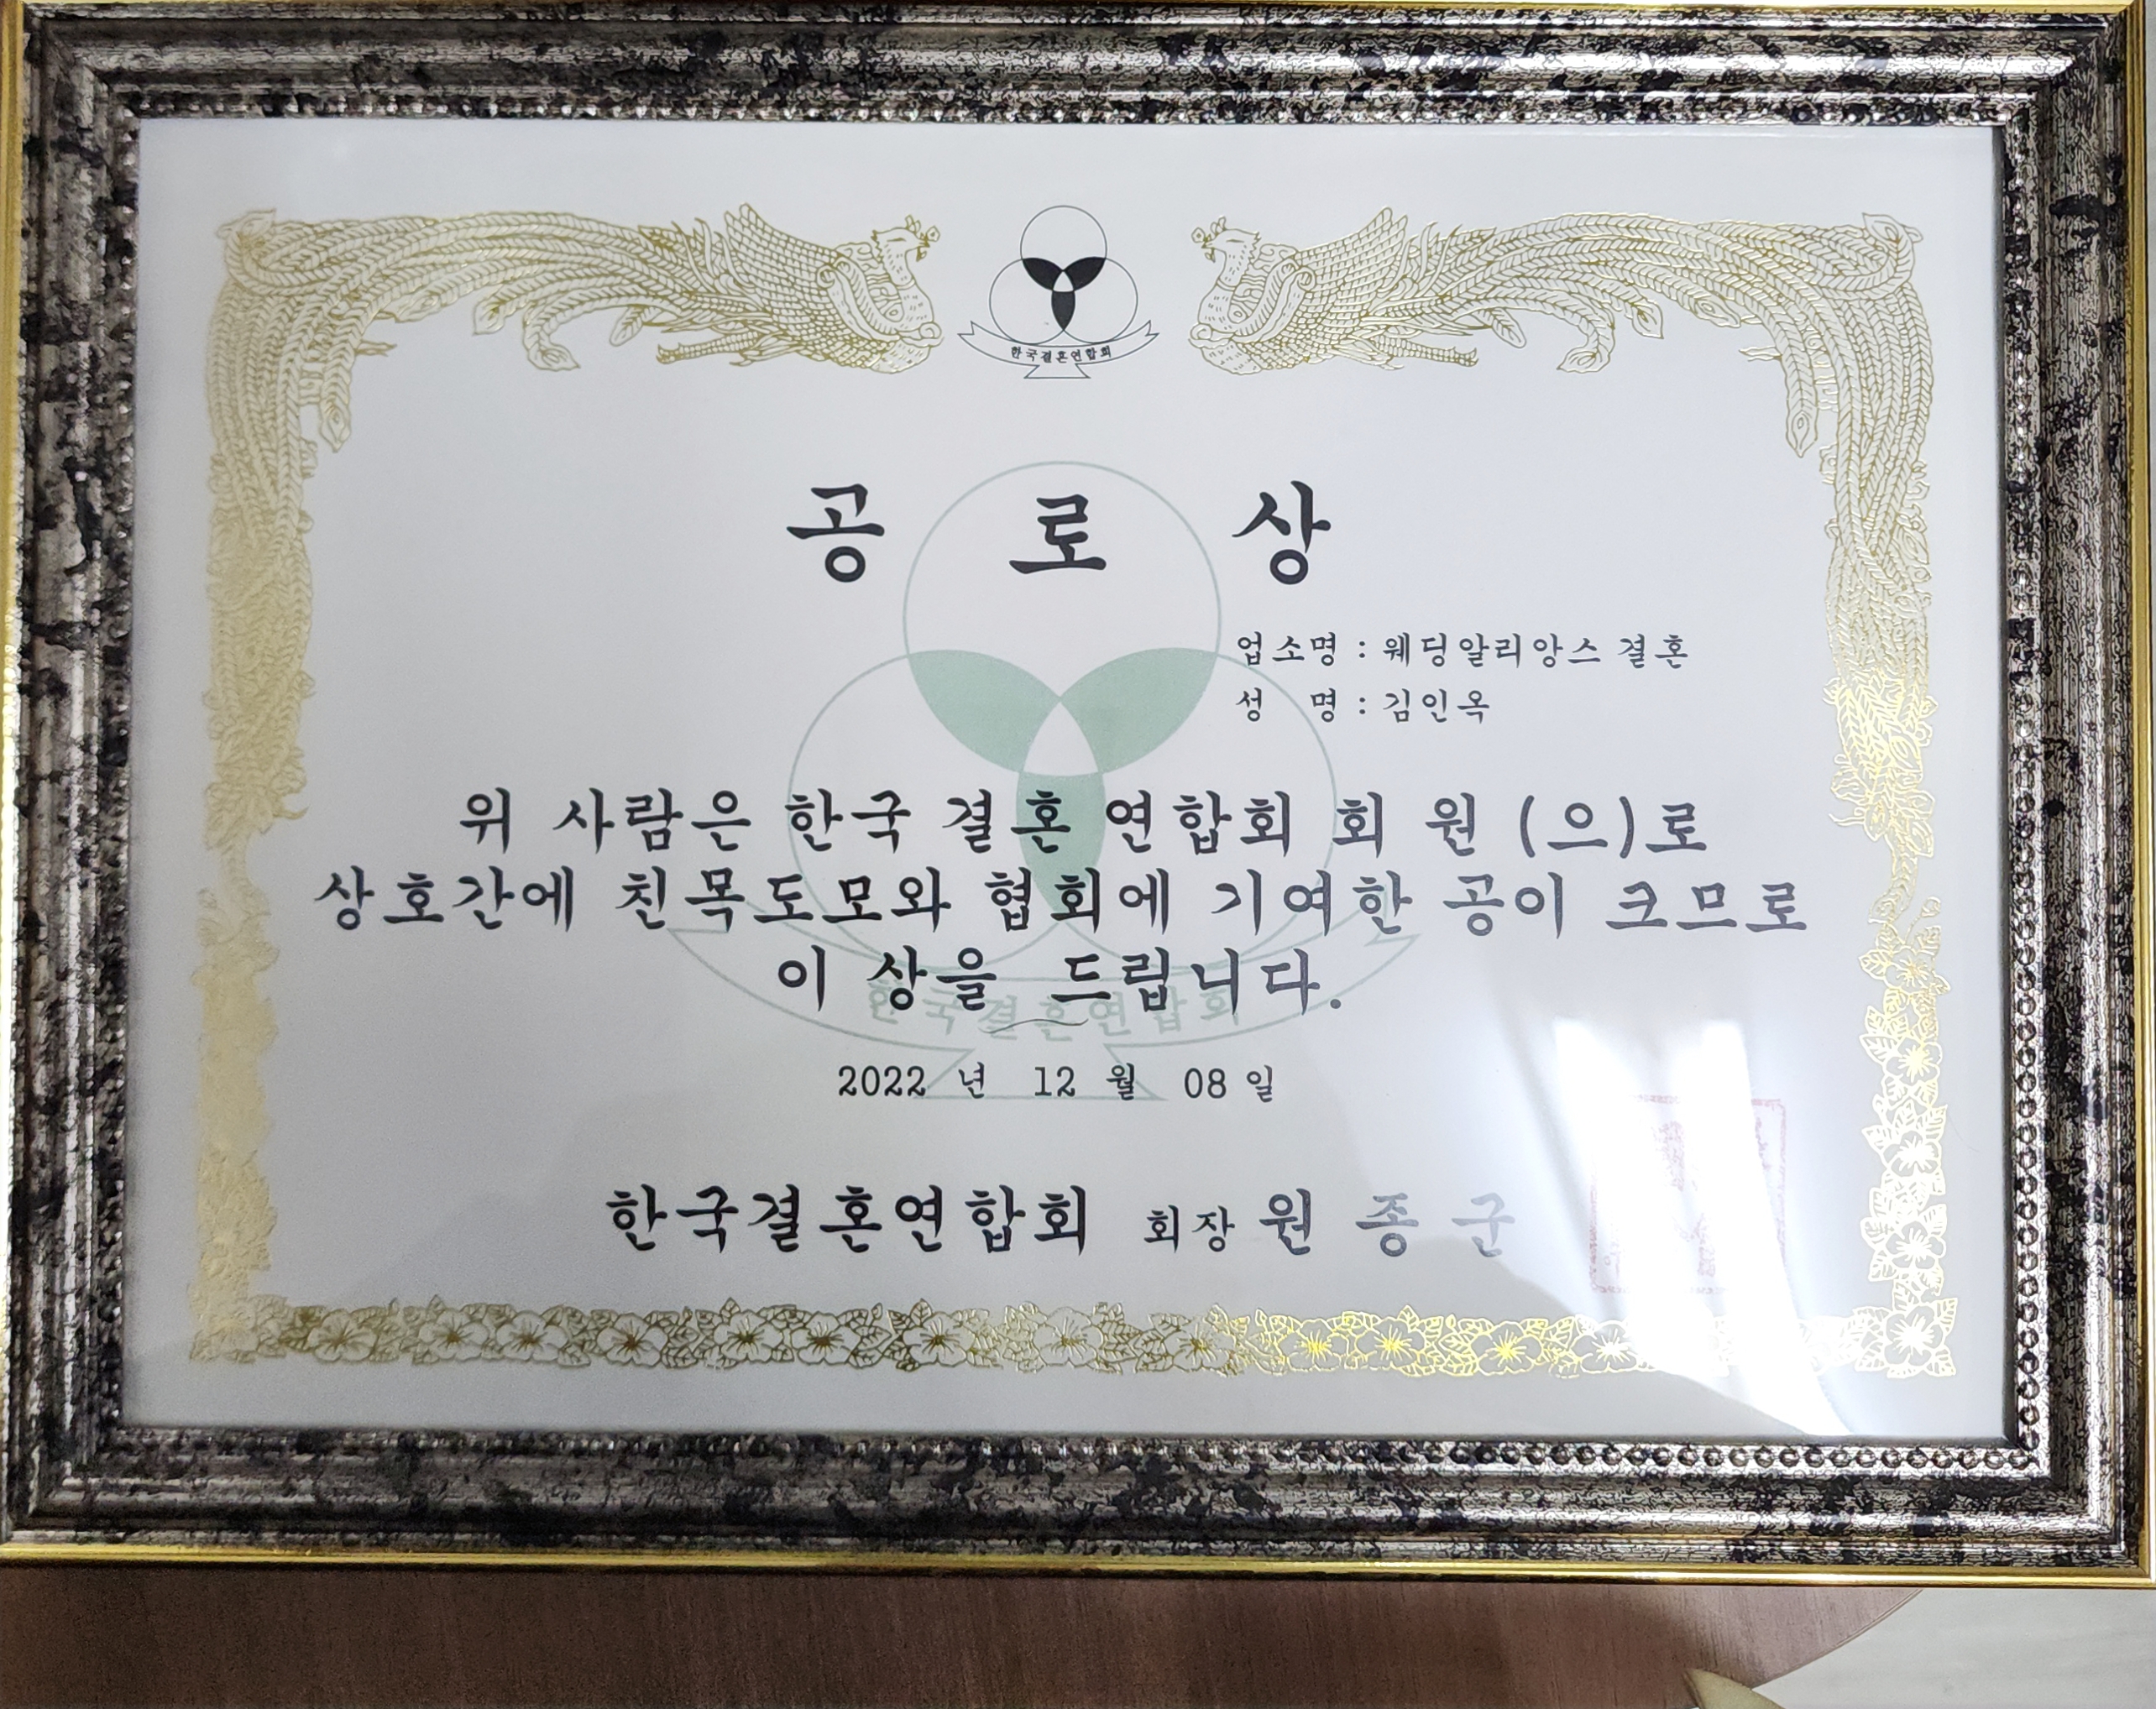 한국결혼연합회
공 로 상
업소명 : 웨딩알리앙스 결혼
성 명 : 김인옥
위 사람은 한국 결혼 연합회 회 원 (으)로
상호간에 친목도모와 협회에 기여한 공이 크므로
이 상을 드립니다.
한국결혼연합회
2022 년 12 월 08 일
한국결혼연합회 회장 원 종 군